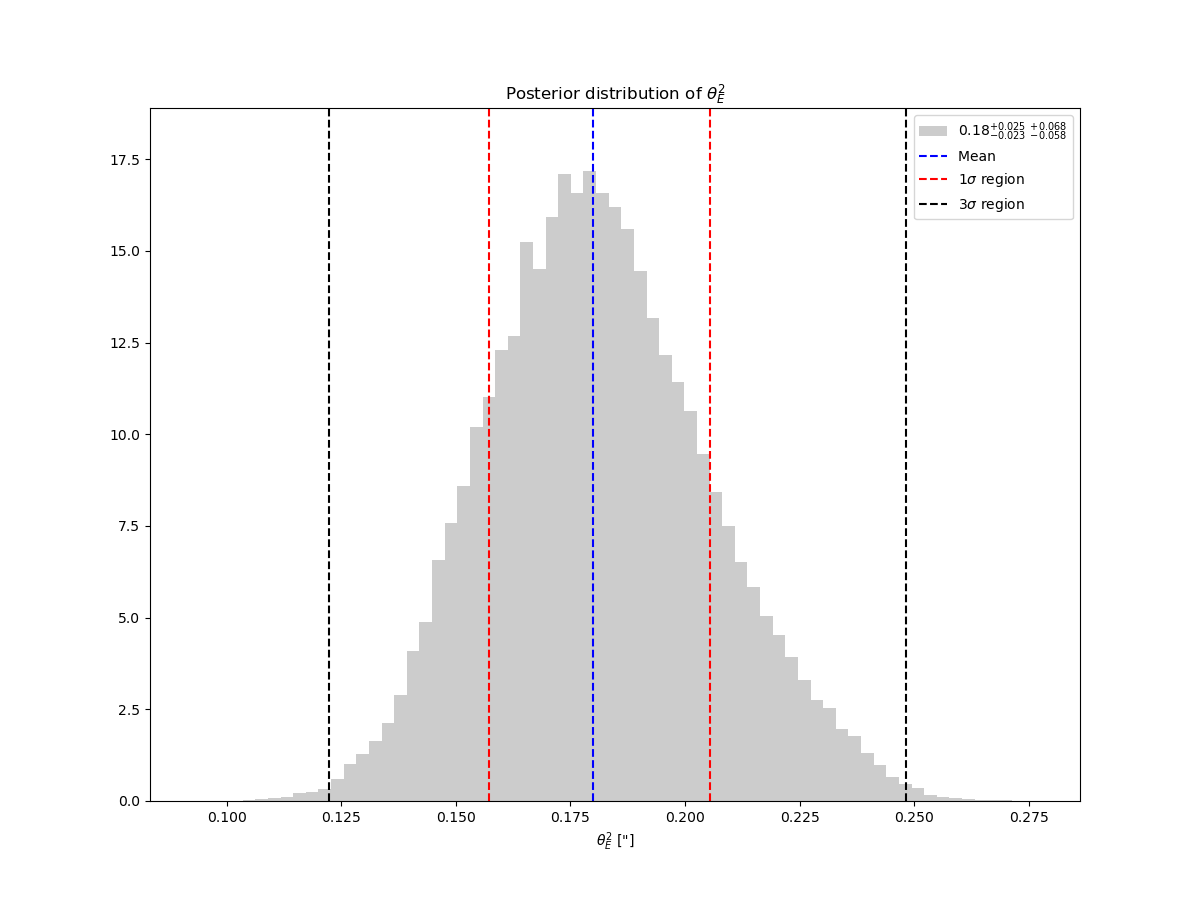 Posterior distribution of θ_E^2
17.5
15.0
12.5
10.0
7.5
5.0
2.5
0.0
0.18^{+0.025 +0.068}_{−0.023 −0.058}
Mean
1σ region
3σ region
0.100 0.125 0.150 0.175 0.200 0.225 0.250 0.275
θ_E^2 ["]